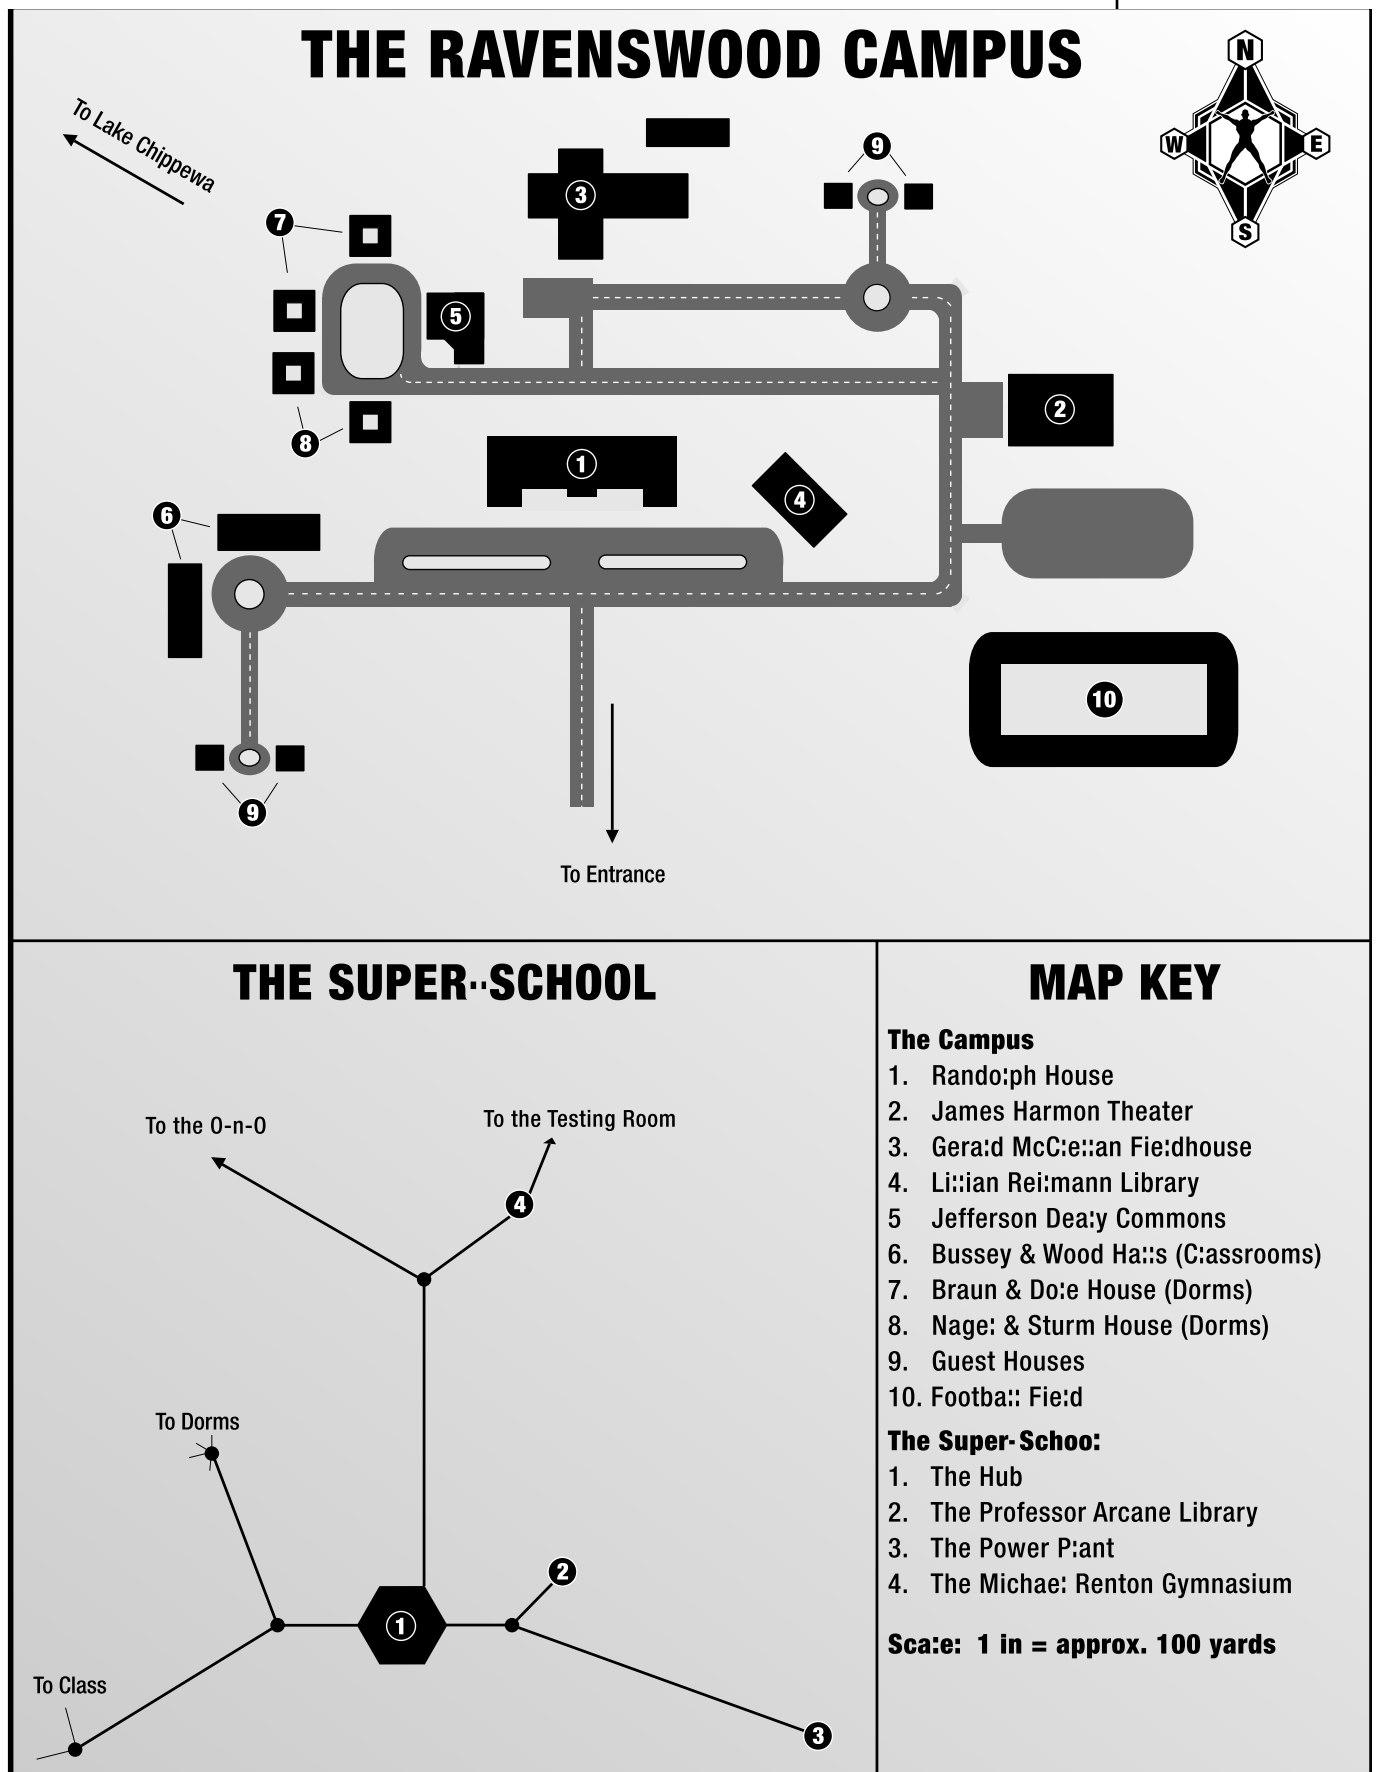 THE RAVENSWOOD CAMPUS
N
W
E
S
To Lake Chippewa
9
3
7
5
2
8
1
4
6
10
9
To Entrance
THE SUPER··SCHOOL
To the O-n-O
To the Testing Room
4
To Dorms
2
1
To Class
3
MAP KEY
The Campus
1. Rando:ph House
2. James Harmon Theater
3. Gera:d McC:e::an Fie:dhouse
4. Li::ian Rei:mann Library
5 Jefferson Dea:y Commons
6. Bussey & Wood Ha::s (C:assrooms)
7. Braun & Do:e House (Dorms)
8. Nage: & Sturm House (Dorms)
9. Guest Houses
10. Footba:: Fie:d
The Super-Schoo:
1. The Hub
2. The Professor Arcane Library
3. The Power P:ant
4. The Michae: Renton Gymnasium
Sca:e: 1 in = approx. 100 yards